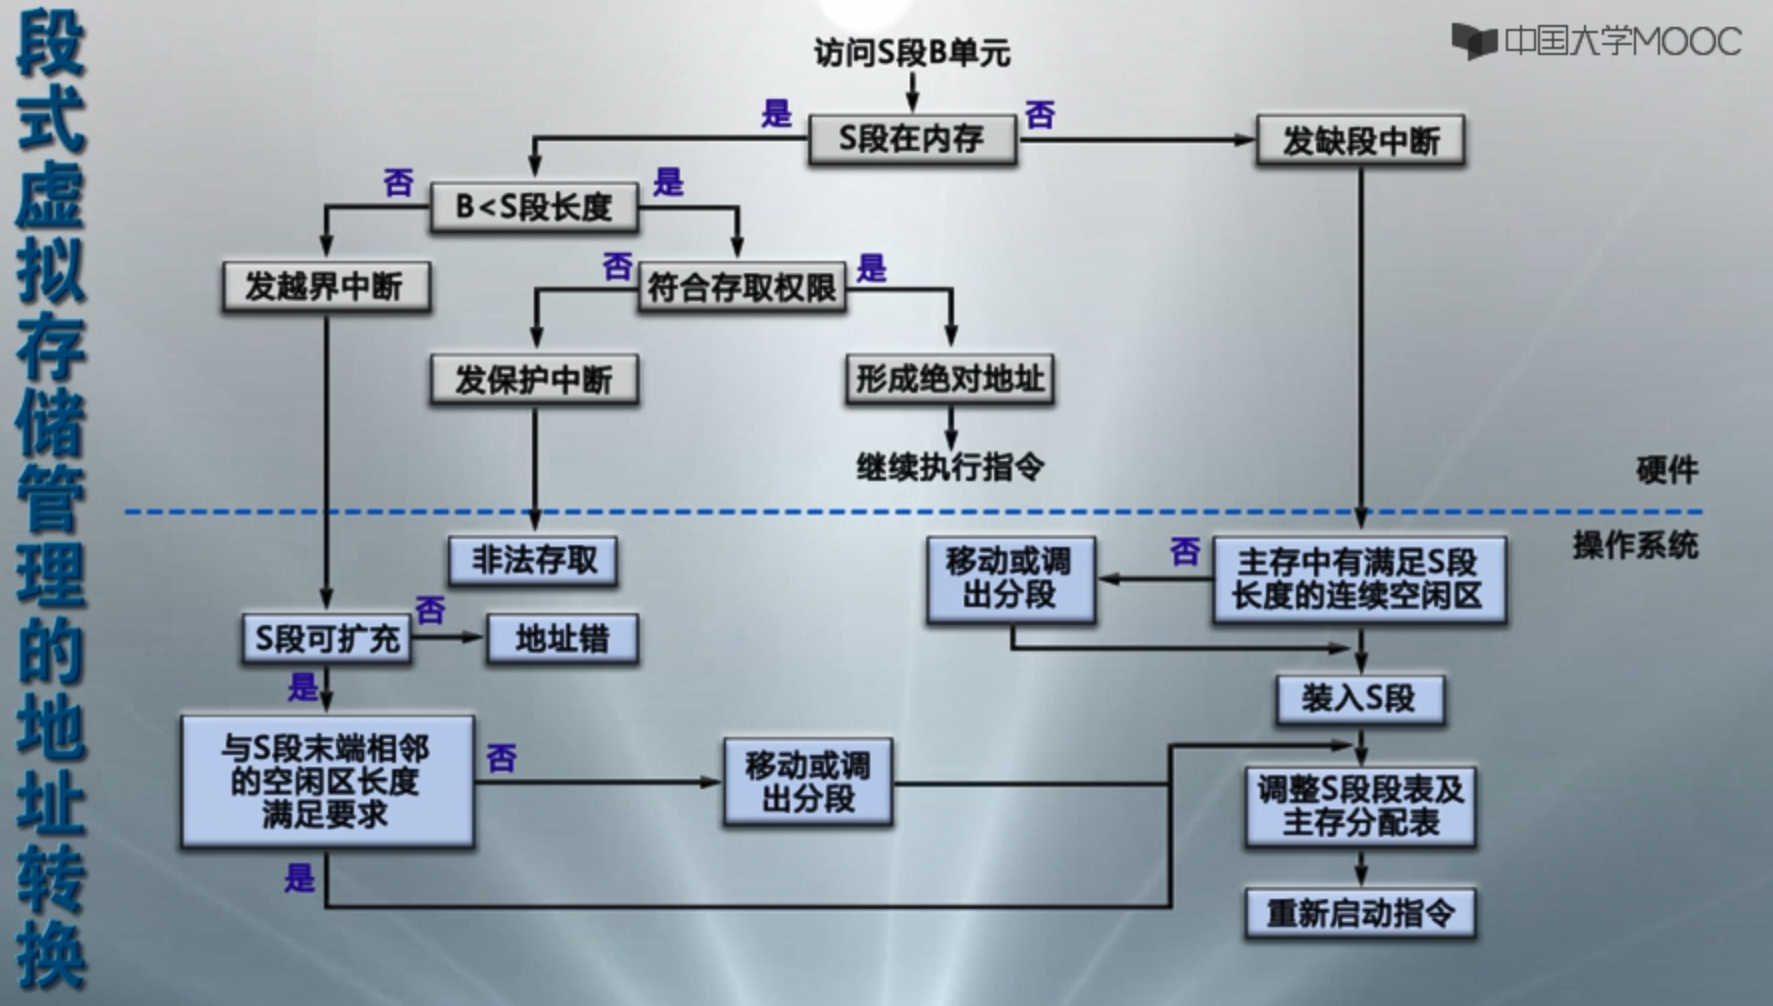 段式虚拟存储管理的地址转换
中国大学MOOC
访问S段B单元
是
否
S段在内存
发缺段中断
否
是
B<S段长度
发越界中断
否
符合存取权限
是
发保护中断
形成绝对地址
继续执行指令
硬件
操作系统
非法存取
移动或调
出分段
否
主存中有满足S段
长度的连续空闲区
S段可扩充
否
地址错
是
装入S段
与S段末端相邻
的空闲区长度
满足要求
否
移动或调
出分段
调整S段段表及
主存分配表
是
重新启动指令